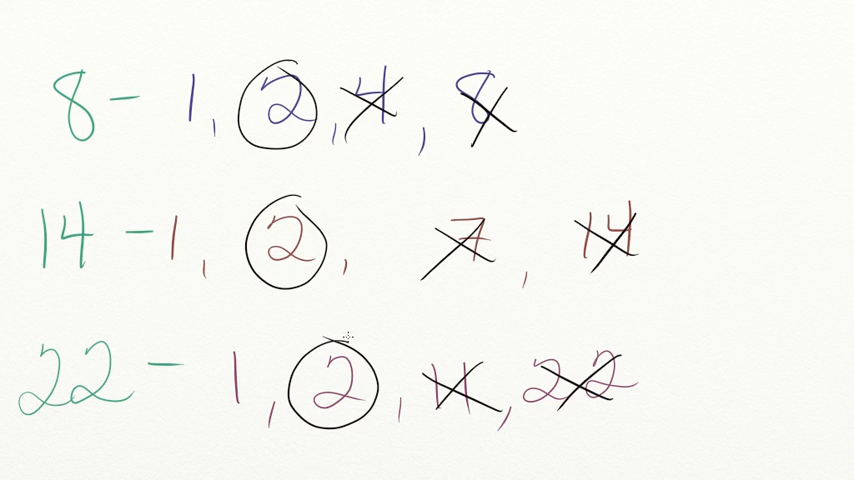 8 - 1, 2, 4, 8
14 - 1, 2, 7, 14
22 - 1, 2, 11, 22